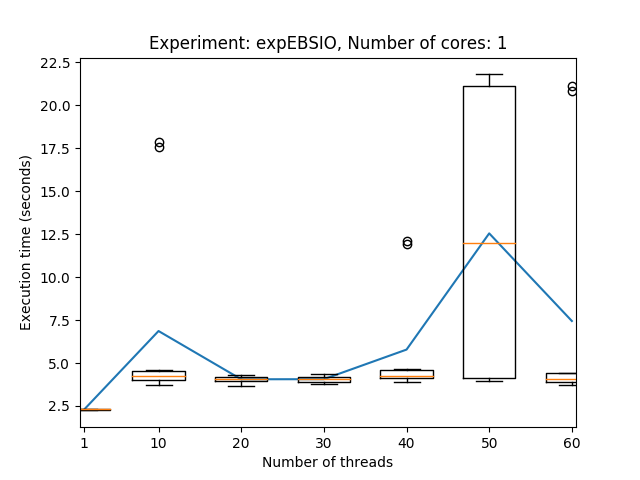 Experiment: expEBSIO, Number of cores: 1
Execution time (seconds)
22.5
20.0
17.5
15.0
12.5
10.0
7.5
5.0
2.5
1 10 20 30 40 50 60
Number of threads